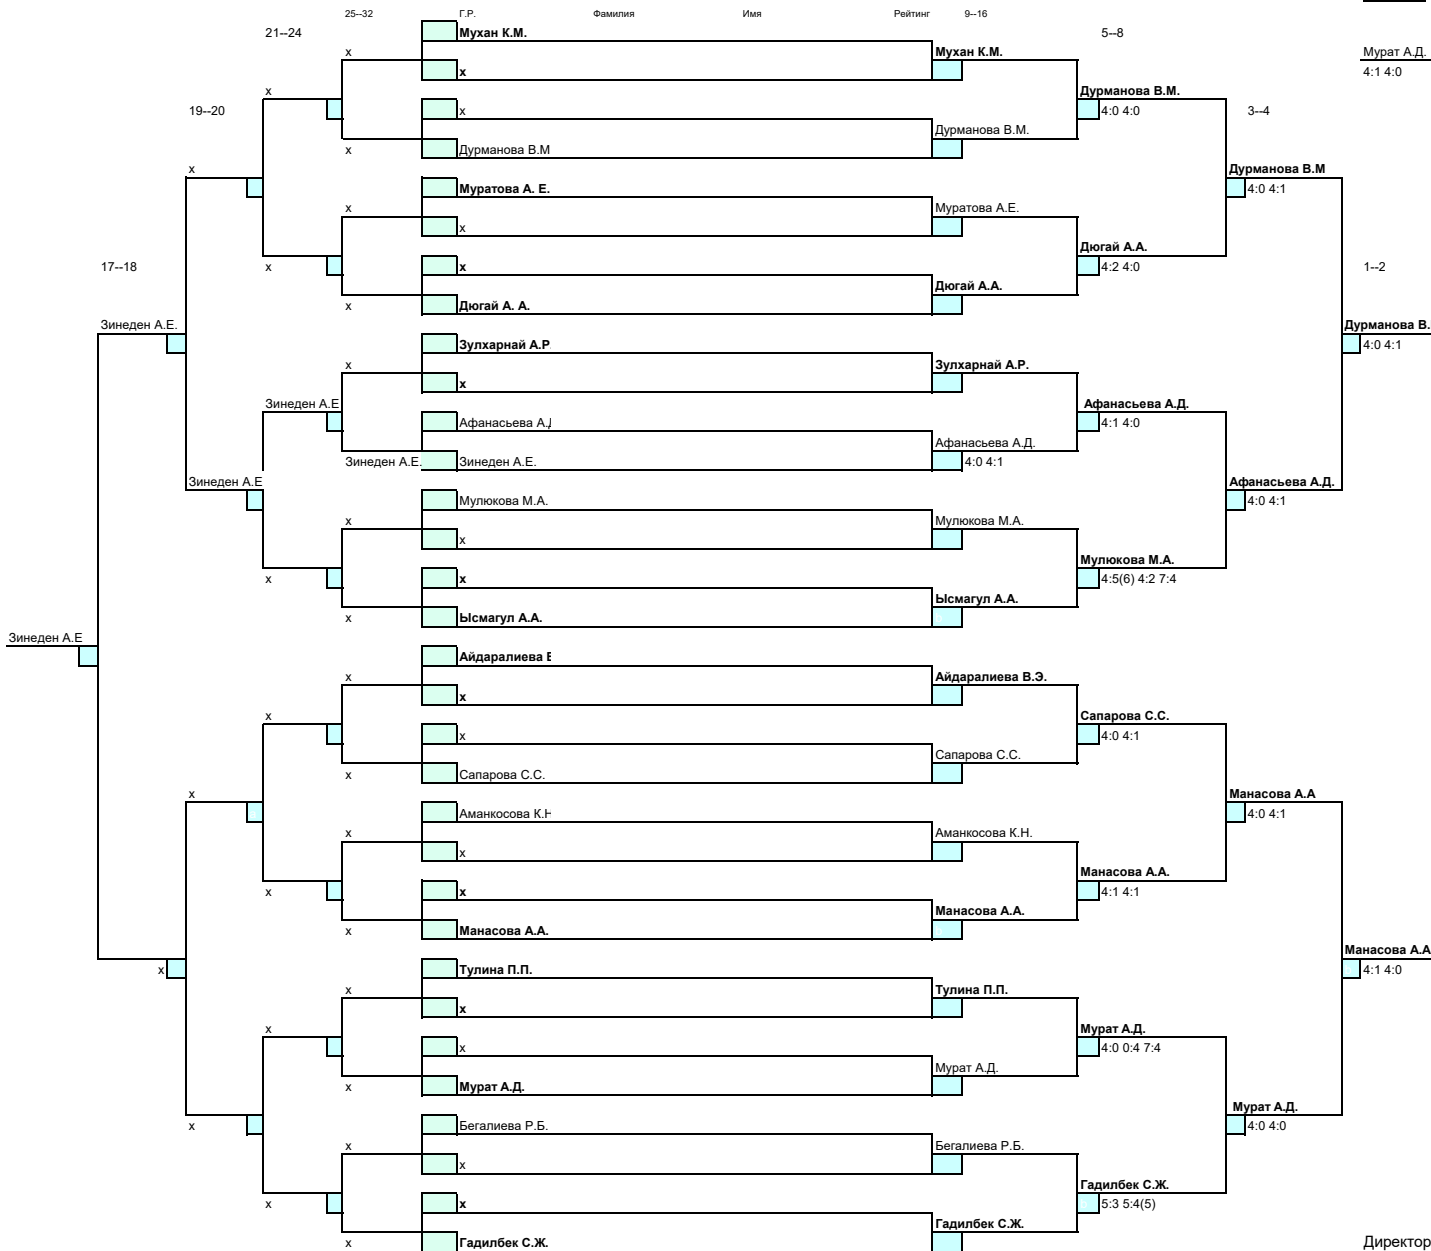 25--32 Г.Р. Фамилия Имя Рейтинг 9--16
21--24 Мухан К.М. 5--8
х Мухан К.М. Мурат А.Д.
х 4:1 4:0
х Дурманова В.М.
19--20 х 4:0 4:0 3--4
Дурманова В.М.
х Дурманова В.М
х Дурманова В.М
Муратова А. Е. 4:0 4:1
х Муратова А.Е.
х
Дюгай А.А.
17--18 х х 4:2 4:0 1--2
Дюгай А.А.
х Дюгай А. А.
Зинеден А.Е. Дурманова В.
Зулхарнай А.Р 4:0 4:1
х Зулхарнай А.Р.
х
Зинеден А.Е Афанасьева А.Д.
Афанасьева А. 4:1 4:0
Афанасьева А.Д.
Зинеден А.Е. Зинеден А.Е. 4:0 4:1
Зинеден А.Е Афанасьева А.Д.
Мулюкова М.А. 4:0 4:1
х Мулюкова М.А.
х
Мулюкова М.А.
х х 4:5(6) 4:2 7:4
Ысмагул А.А.
х Ысмагул А.А.
Зинеден А.Е
Айдаралиева
х Айдаралиева В.Э.
х
х Сапарова С.С.
х 4:0 4:1
Сапарова С.С.
х Сапарова С.С.
х Манасова А.А
Аманкосова К.Н 4:0 4:1
х Аманкосова К.Н.
х
Манасова А.А.
х х 4:1 4:1
Манасова А.А.
х Манасова А.А.
Манасова А.А
х Тулина П.П. 4:1 4:0
х Тулина П.П.
х
х Мурат А.Д.
х 4:0 0:4 7:4
Мурат А.Д.
х Мурат А.Д.
Мурат А.Д.
х Бегалиева Р.Б. 4:0 4:0
х Бегалиева Р.Б.
х
Гадилбек С.Ж.
х х 5:3 5:4(5)
Гадилбек С.Ж.
х Гадилбек С.Ж. Директор